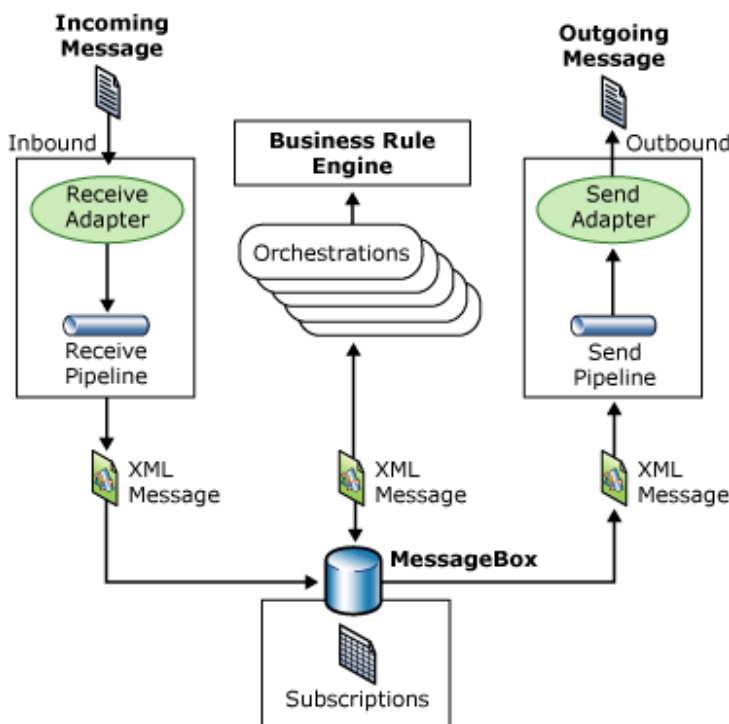 Incoming
Message
Outgoing
Message
Inbound
Business Rule
Engine
Outbound
Receive
Adapter
Orchestrations
Send
Adapter
Receive
Pipeline
Send
Pipeline
XML
Message
XML
Message
XML
Message
MessageBox
Subscriptions